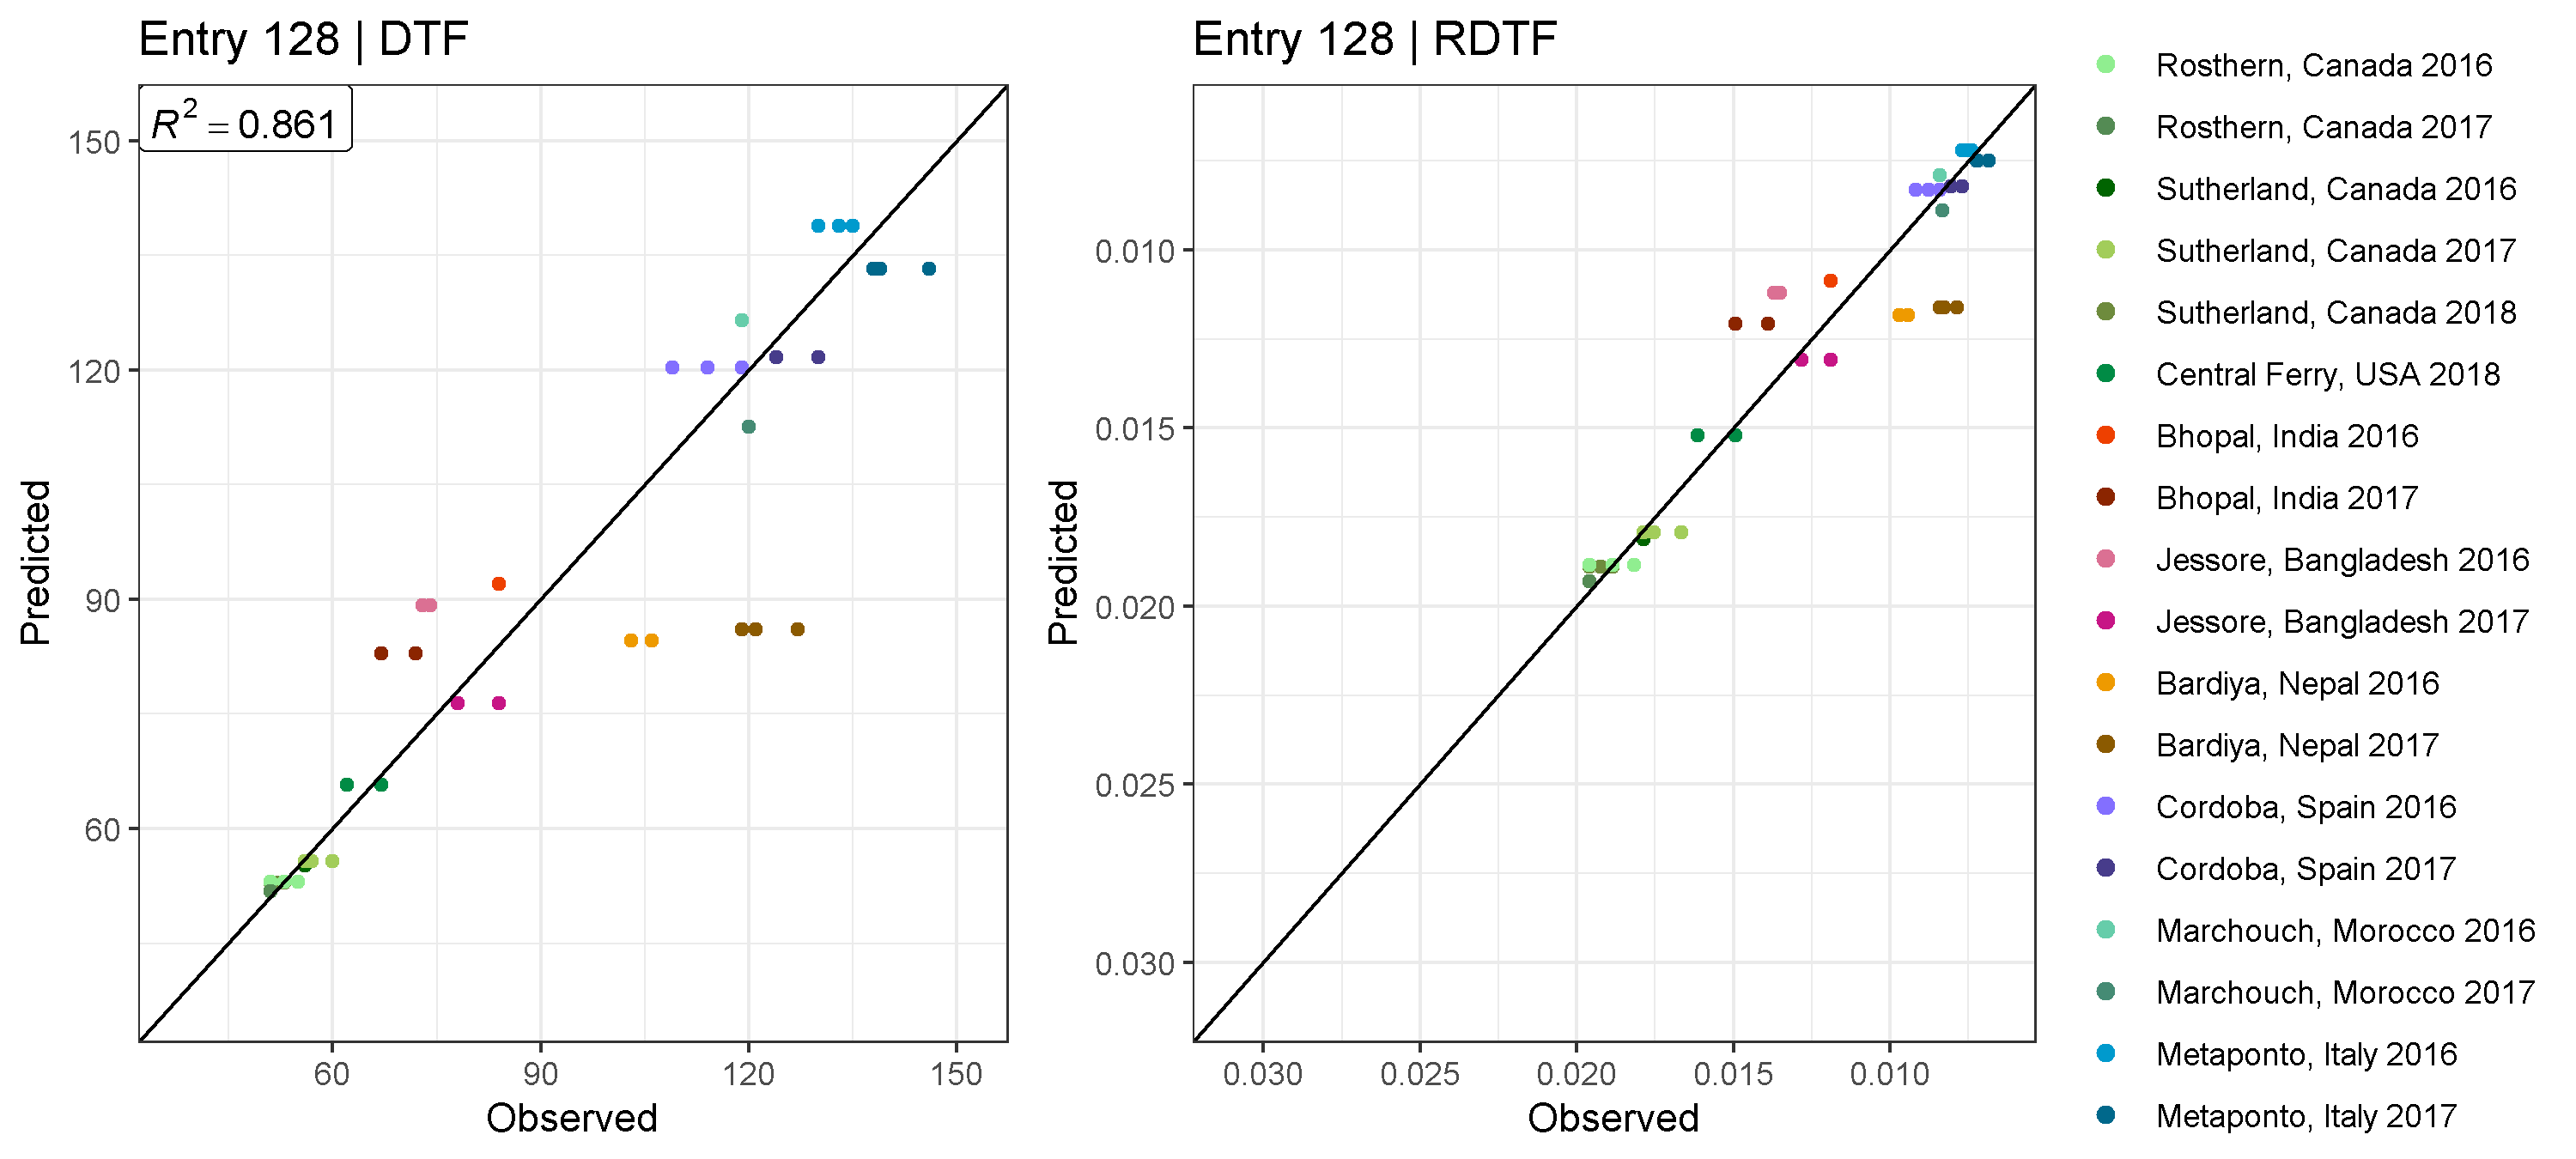 Entry 128 | DTF
R² = 0.861
150
120
90
60
Predicted
60 90 120 150
Observed
Entry 128 | RDTF
0.010
0.015
0.020
0.025
0.030
Predicted
0.030 0.025 0.020 0.015 0.010
Observed
Rosthern, Canada 2016
Rosthern, Canada 2017
Sutherland, Canada 2016
Sutherland, Canada 2017
Sutherland, Canada 2018
Central Ferry, USA 2018
Bhopal, India 2016
Bhopal, India 2017
Jessore, Bangladesh 2016
Jessore, Bangladesh 2017
Bardiya, Nepal 2016
Bardiya, Nepal 2017
Cordoba, Spain 2016
Cordoba, Spain 2017
Marchouch, Morocco 2016
Marchouch, Morocco 2017
Metaponto, Italy 2016
Metaponto, Italy 2017